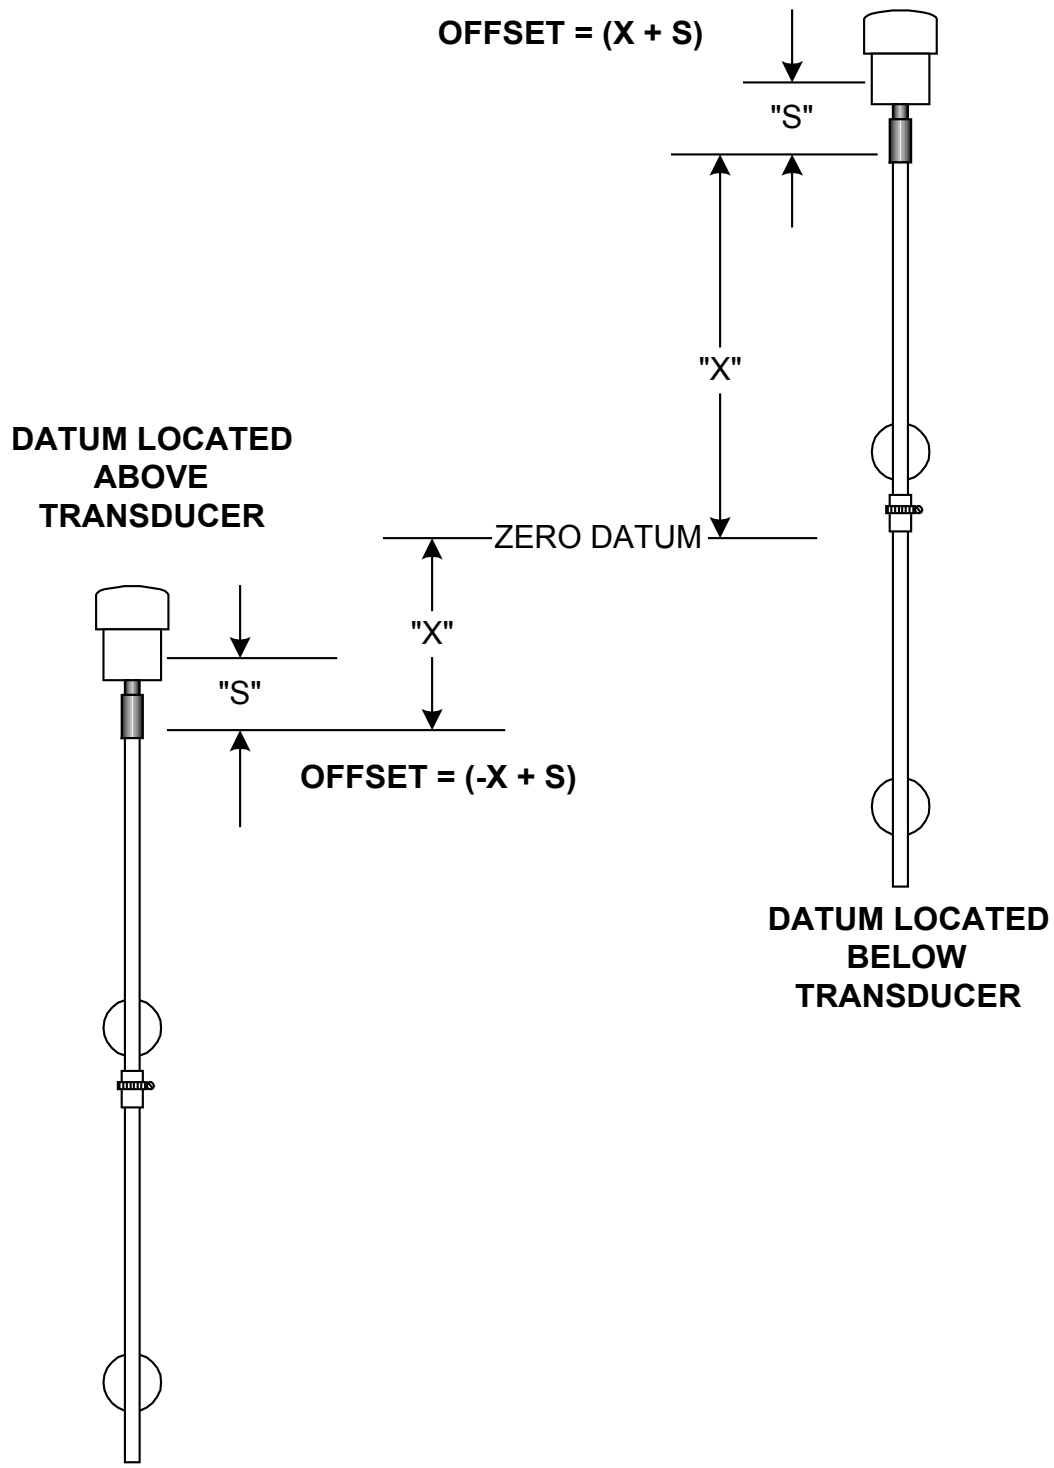 OFFSET = (X + S)
"S"
"X"
DATUM LOCATED
ABOVE
TRANSDUCER
ZERO DATUM
"X"
"S"
OFFSET = (-X + S)
DATUM LOCATED
BELOW
TRANSDUCER